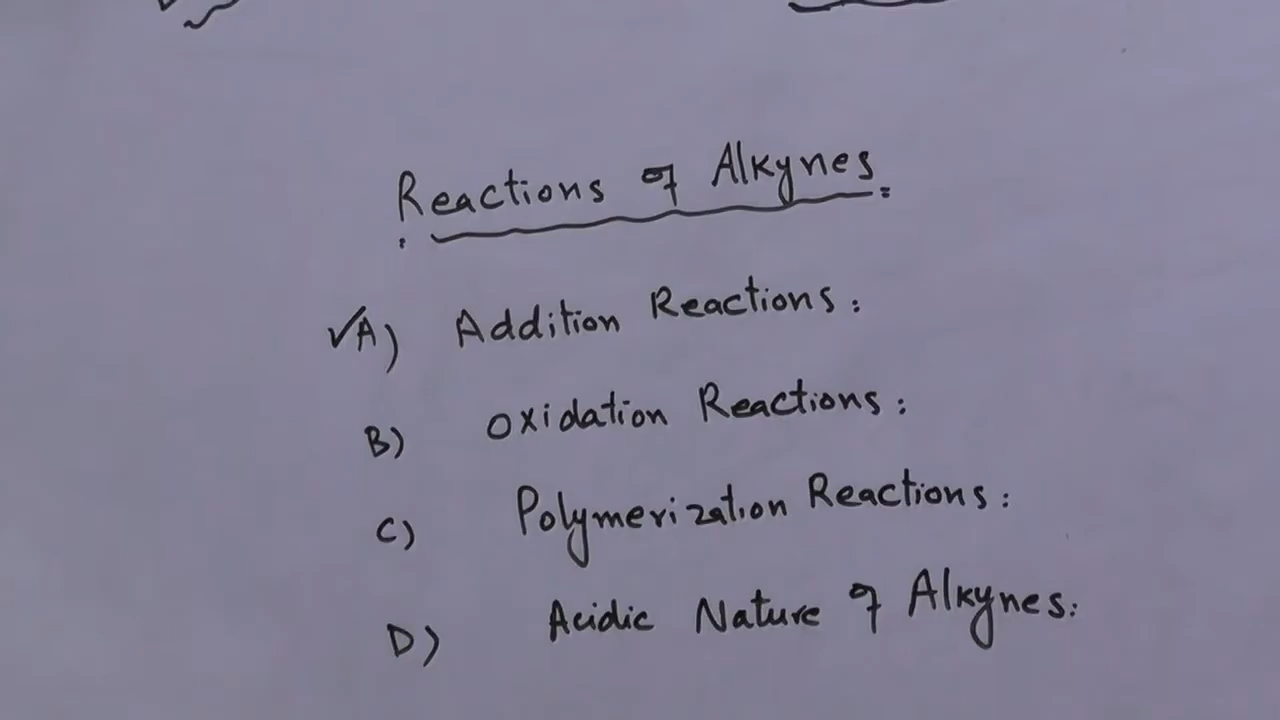 Reactions of Alkynes
✓A) Addition Reactions:
B) Oxidation Reactions:
C) Polymerization Reactions:
D) Acidic Nature of Alkynes: